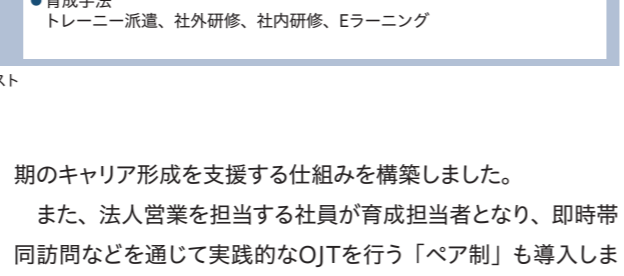 ●育成手法
トレーニー派遣、社外研修、社内研修、Eラーニング
スト
期のキャリア形成を支援する仕組みを構築しました。
また、法人営業を担当する社員が育成担当者となり、即時帯
同訪問などを通じて実践的なOJTを行う「ペア制」も導入しま